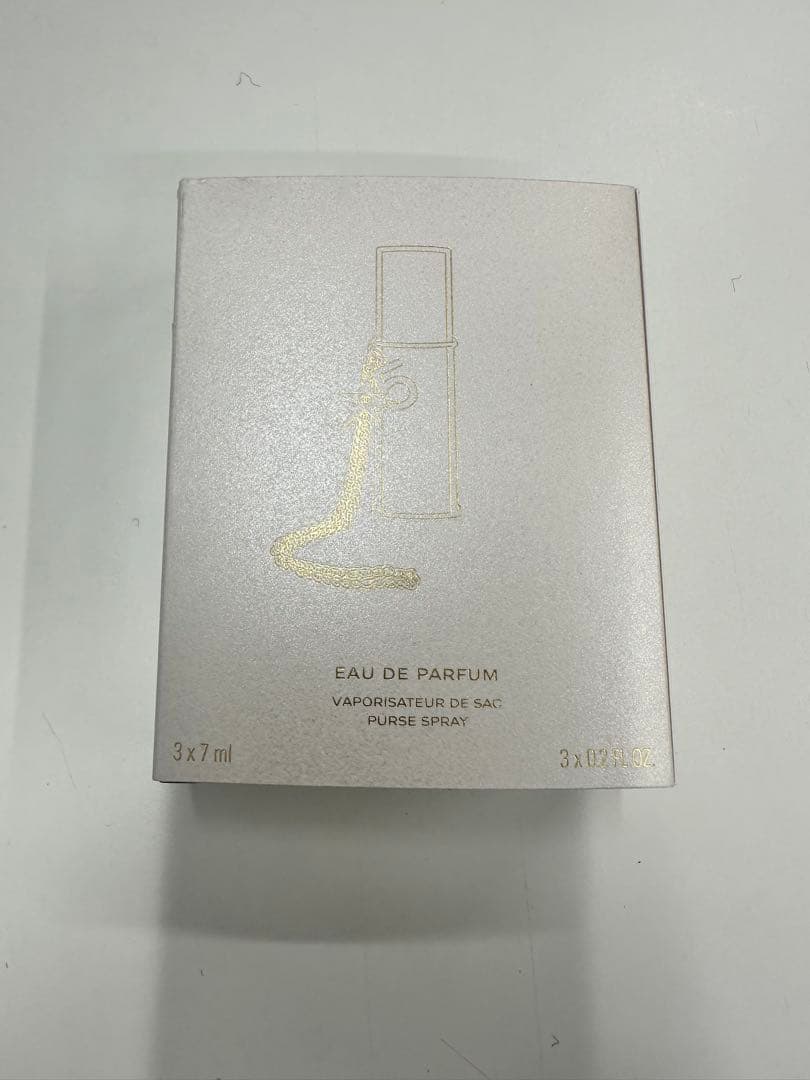 EAU DE PARFUM
VAPORISATEUR DE SAC
PURSE SPRAY
3 x 7 ml
3 x 0.2 FL.OZ.